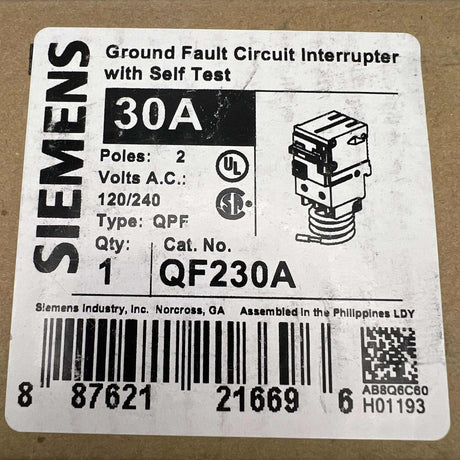 SIEMENS
Ground Fault Circuit Interrupter
with Self Test
30A
Poles: 2
Volts A.C.:
120/240
Type: QPF
Qty: Cat. No.
1 QF230A
UL
Siemens Industry, Inc. Norcross, GA Assembled in the Philippines LDY
8 87621 21669 6
AB8Q6C60
H01193